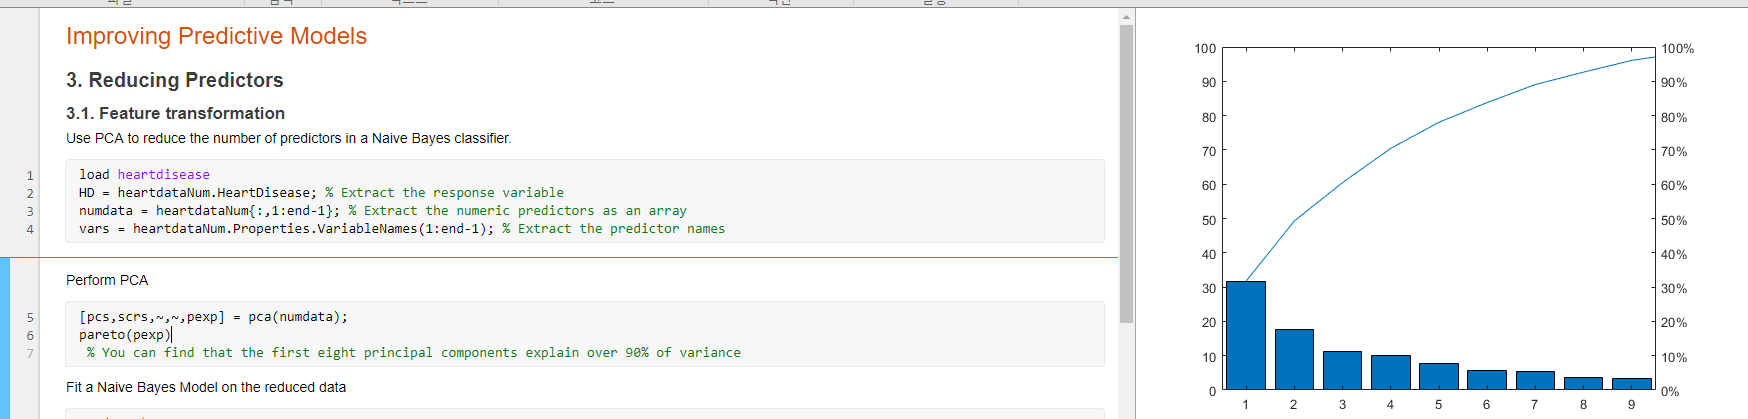 Improving Predictive Models
3. Reducing Predictors
3.1. Feature transformation
Use PCA to reduce the number of predictors in a Naive Bayes classifier.
1 load heartdisease
2 HD = heartdataNum.HeartDisease; % Extract the response variable
3 numdata = heartdataNum{:,1:end-1}; % Extract the numeric predictors as an array
4 vars = heartdataNum.Properties.VariableNames(1:end-1); % Extract the predictor names
Perform PCA
5 [pcs,scrs,~,~,pexp] = pca(numdata);
6 pareto(pexp)
7 % You can find that the first eight principal components explain over 90% of variance
Fit a Naive Bayes Model on the reduced data
100 100%
90 90%
80 80%
70 70%
60 60%
50 50%
40 40%
30 30%
20 20%
10 10%
0 0%
1 2 3 4 5 6 7 8 9